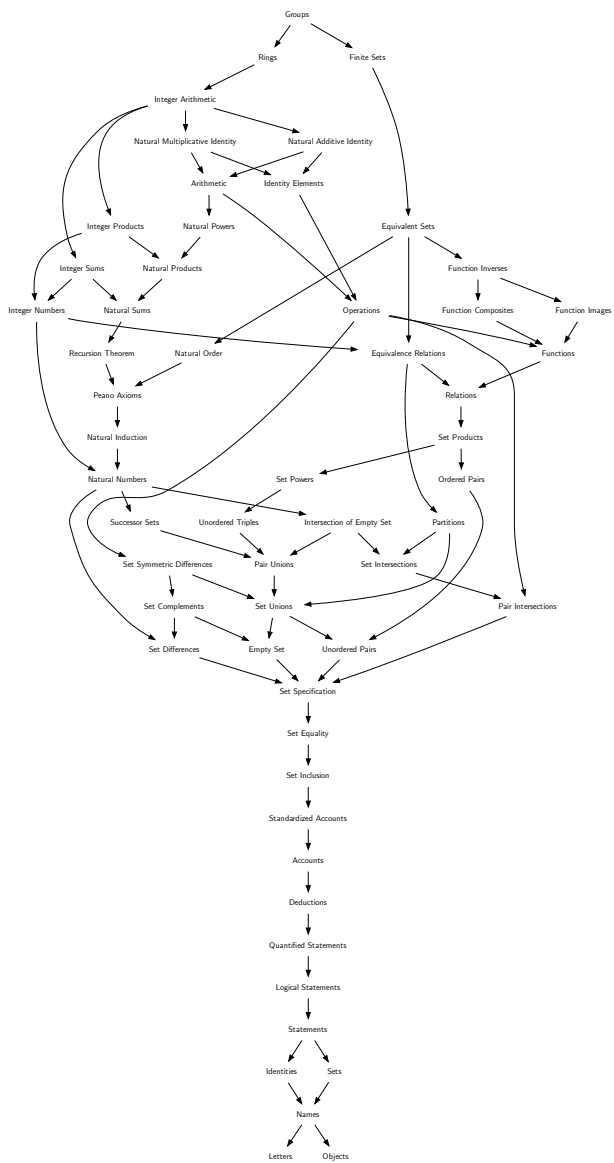 Groups
Rings
Finite Sets
Integer Arithmetic
Natural Multiplicative Identity
Natural Additive Identity
Arithmetic
Identity Elements
Integer Products
Natural Powers
Equivalent Sets
Integer Sums
Natural Products
Function Inverses
Integer Numbers
Natural Sums
Operations
Function Composites
Function Images
Recursion Theorem
Natural Order
Equivalence Relations
Functions
Peano Axioms
Relations
Natural Induction
Set Products
Natural Numbers
Set Powers
Ordered Pairs
Successor Sets
Unordered Triples
Intersection of Empty Set
Partitions
Set Symmetric Differences
Pair Unions
Set Intersections
Set Complements
Set Unions
Pair Intersections
Set Differences
Empty Set
Unordered Pairs
Set Specification
Set Equality
Set Inclusion
Standardized Accounts
Accounts
Deductions
Quantified Statements
Logical Statements
Statements
Identities
Sets
Names
Letters
Objects